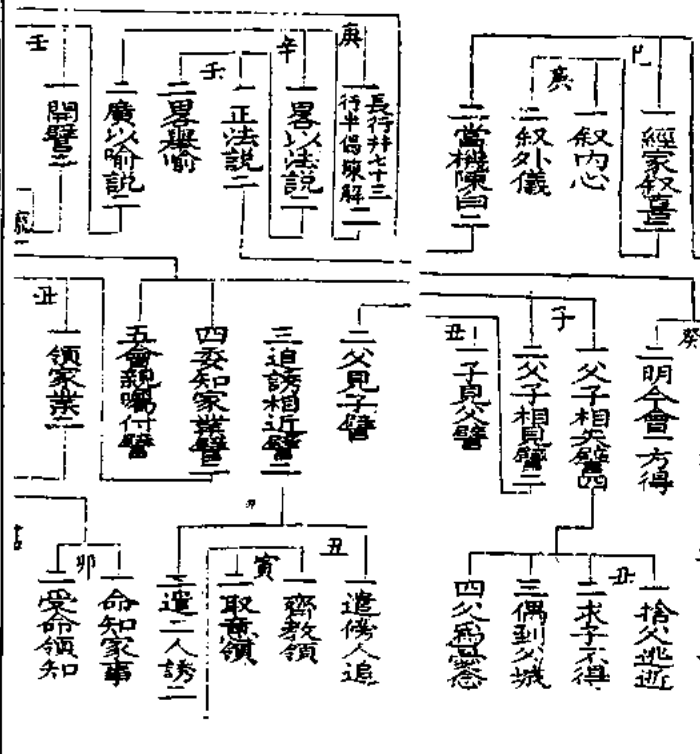 巳
一經家叙喜二
庚
一叙内心
二叙外儀
二當機陳白二
庚
長行并七十三
行半偈陳解二
辛
一畧以法說二
壬
一正法說二
二畧舉喻
二廣以喻說二
壬
一開譬二
癸
二明今會一方得
子
一父子相失譬四
二父子相見譬二
丑
一子見父譬
二父見子譬
三追誘相近譬二
四委知家業譬二
五會親囑付譬
丑
一領家業二
丑
一捨父逃逝
二求子不得
三偶到父城
四父爲憂念
丑
一遣傍人追
寅
一齊教領
二取意領
二遣二人誘二
卯
一命知家事
二受命領知